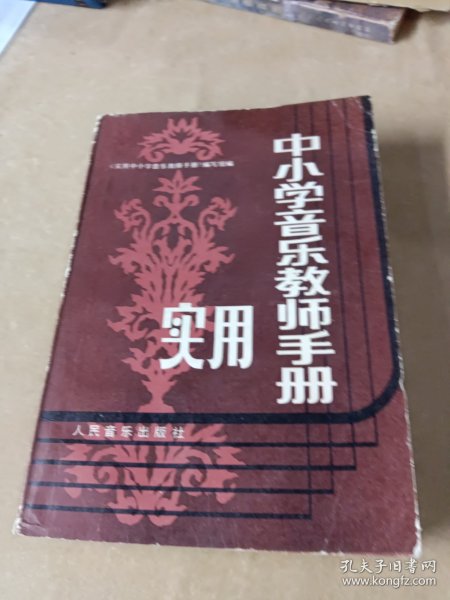 《实用中小学音乐教师手册》编写组编
实用
中小学音乐教师手册
人民音乐出版社
孔夫子旧书网
www.kongfz.com